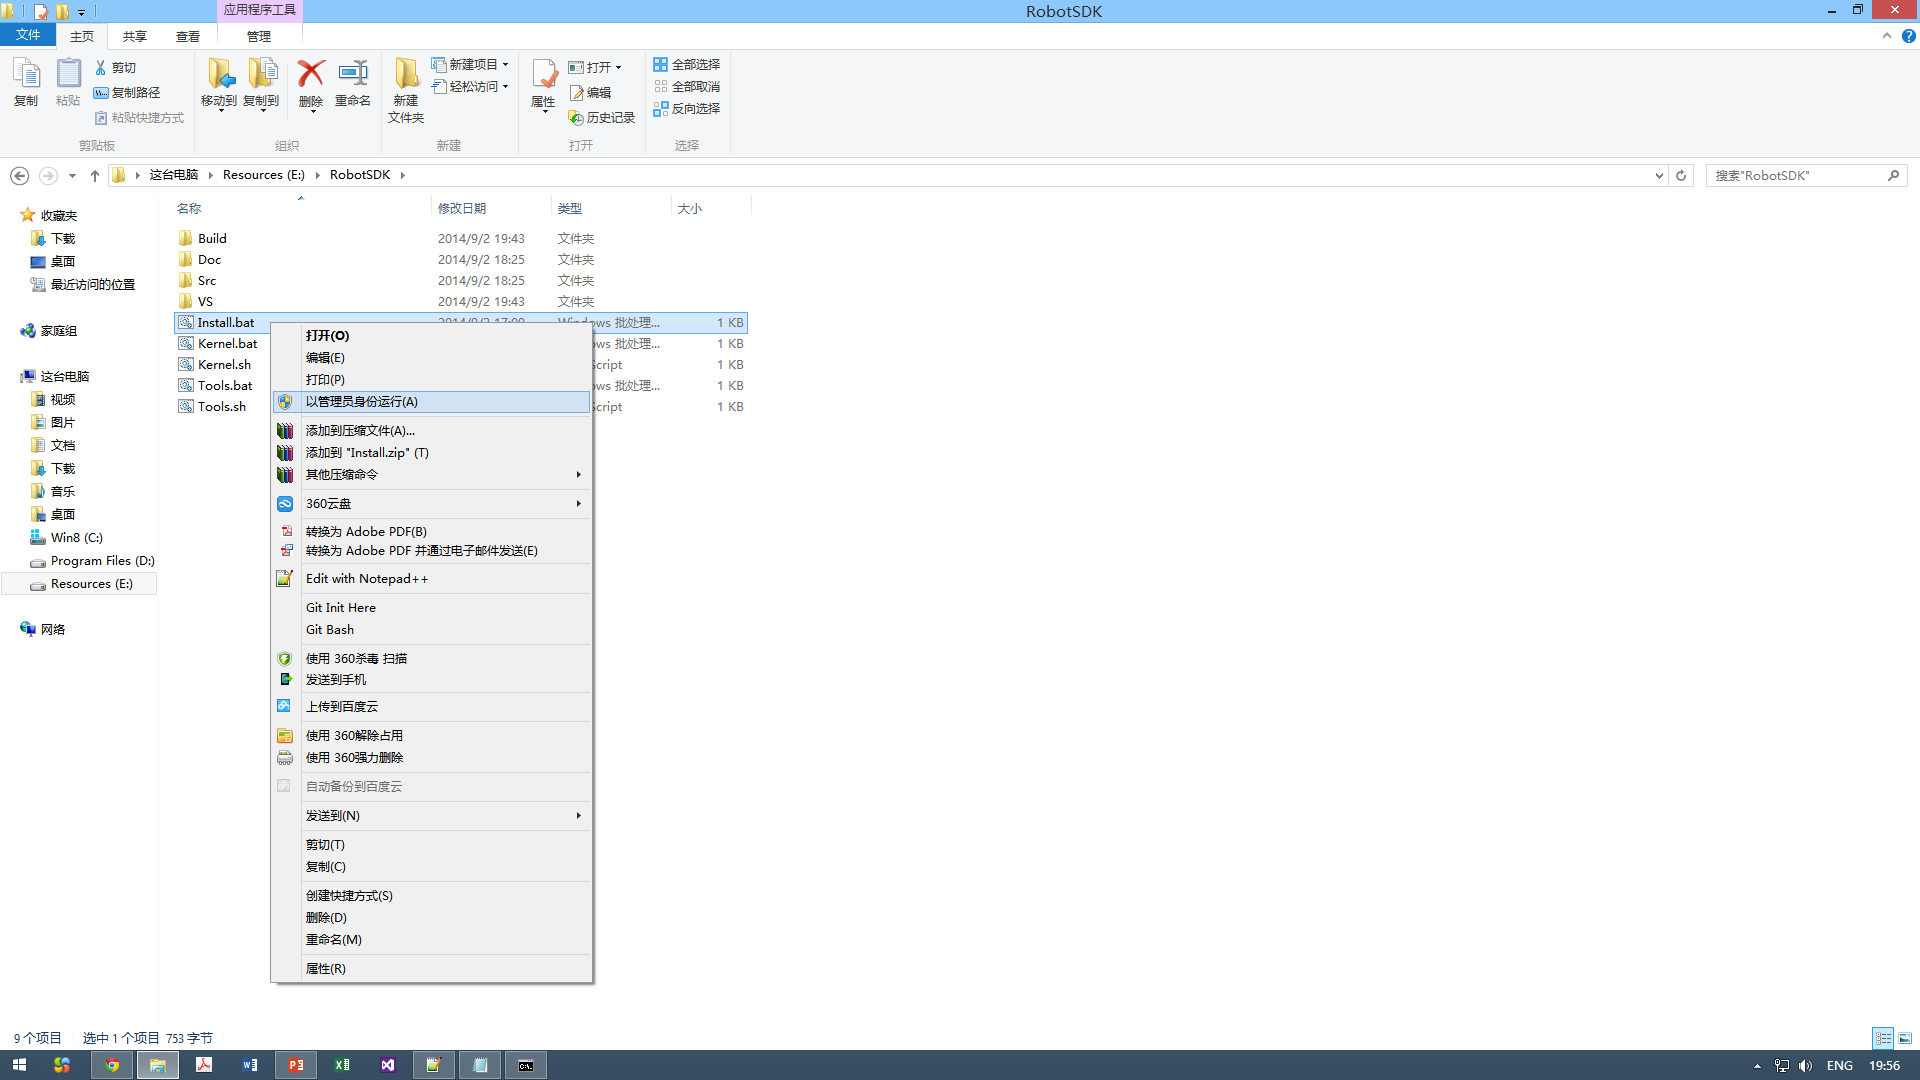 应用程序工具
RobotSDK
文件
主页
共享
查看
管理
复制
粘贴
剪切
复制路径
粘贴快捷方式
剪贴板
移动到
复制到
删除
重命名
组织
新建
文件夹
新建项目
轻松访问
新建
属性
打开
编辑
历史记录
打开
全部选择
全部取消
反向选择
选择
这台电脑
Resources (E:)
RobotSDK
搜索"RobotSDK"
收藏夹
下载
桌面
最近访问的位置
家庭组
这台电脑
视频
图片
文档
下载
音乐
桌面
Win8 (C:)
Program Files (D:)
Resources (E:)
网络
名称 修改日期 类型 大小
Build 2014/9/2 19:43 文件夹
Doc 2014/9/2 18:25 文件夹
Src 2014/9/2 18:25 文件夹
VS 2014/9/2 19:43 文件夹
Install.bat Windows 批处理... 1 KB
Kernel.bat ows 批处理... 1 KB
Kernel.sh Script 1 KB
Tools.bat ows 批处理... 1 KB
Tools.sh Script 1 KB
打开(O)
编辑(E)
打印(P)
以管理员身份运行(A)
添加到压缩文件(A)...
添加到 "Install.zip" (T)
其他压缩命令
360云盘
转换为 Adobe PDF(B)
转换为 Adobe PDF 并通过电子邮件发送(E)
Edit with Notepad++
Git Init Here
Git Bash
使用 360杀毒 扫描
发送到手机
上传到百度云
使用 360解除占用
使用 360强力删除
自动备份到百度云
发送到(N)
剪切(T)
复制(C)
创建快捷方式(S)
删除(D)
重命名(M)
属性(R)
9 个项目 选中 1 个项目 753 字节
ENG 19:56